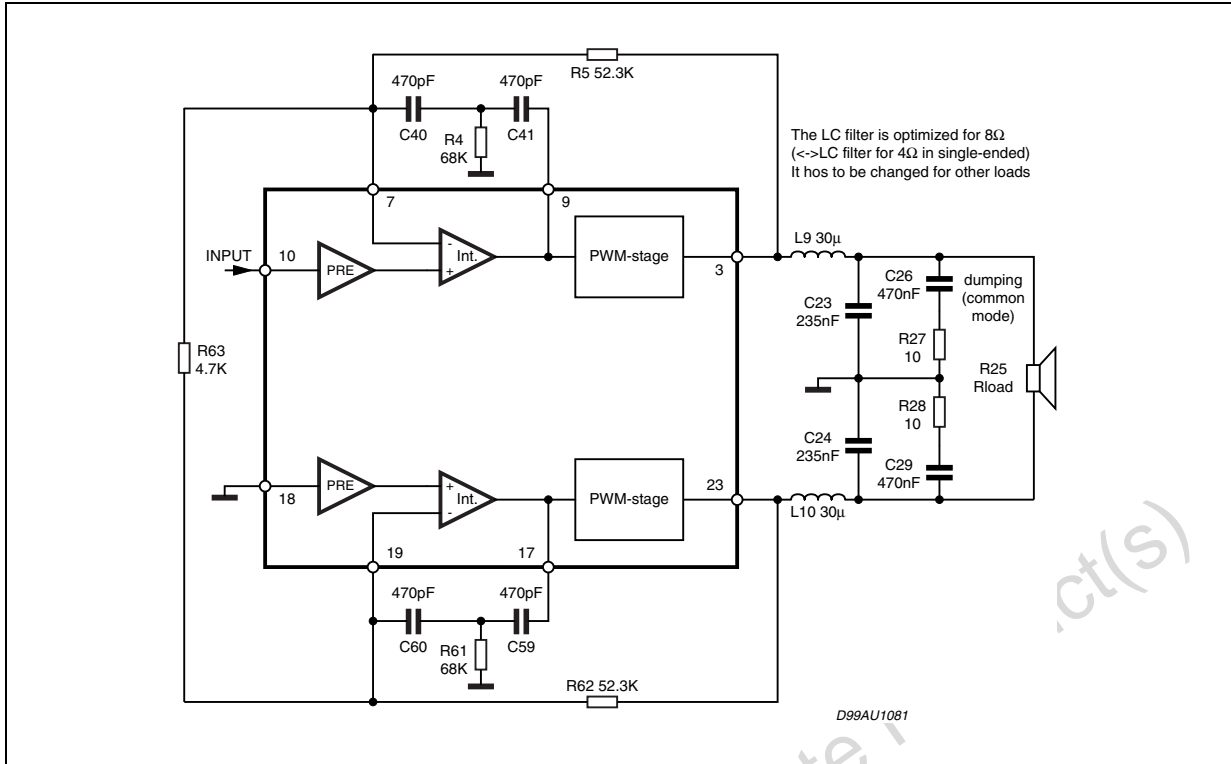 R5 52.3K
470pF
470pF
C40
C41
R4
68K
The LC filter is optimized for 8Ω
(<->LC filter for 4Ω in single-ended)
It hos to be changed for other loads
7
9
INPUT
10
PRE
-
Int.
+
PWM-stage
3
L9 30μ
C23
235nF
C26
470nF
dumping
(common
mode)
R27
10
R63
4.7K
R25
Rload
R28
10
C24
235nF
C29
470nF
18
PRE
+
Int.
-
PWM-stage
23
L10 30μ
19
17
470pF
470pF
C60
C59
R61
68K
R62 52.3K
D99AU1081
ct(s)